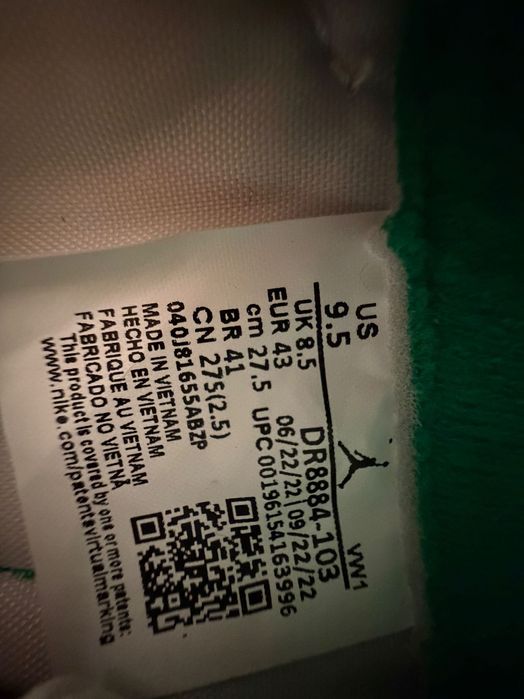 US
9.5
VW1
UK 8.5
DR8884-103
EUR 43
06/22/22|09/22/22
cm 27.5
UPC 00196154163996
BR 41
CN 275(2.5)
040J81655ABZP
MADE IN VIETNAM
HECHO EN VIETNAM
FABRIQUE AU VIETNAM
FABRICADO NO VIETNÃ
This product is covered by one or more patents:
www.nike.com/patentsvirtualmarking